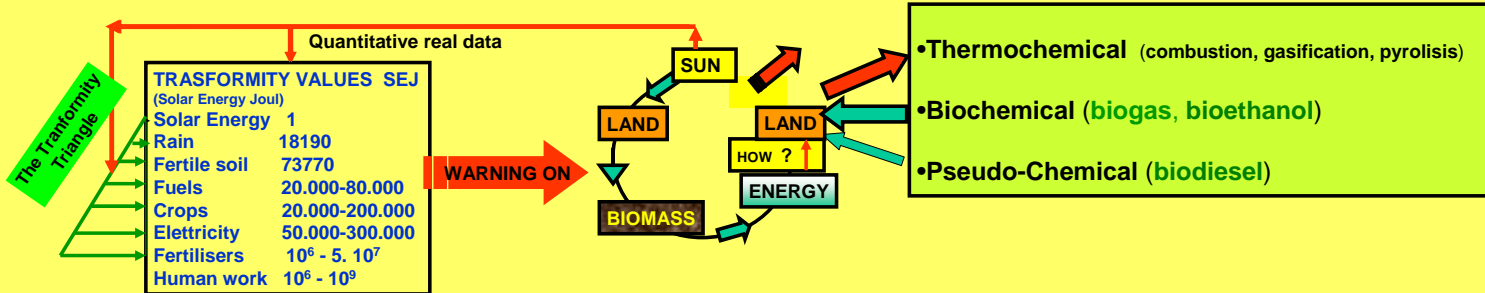 The Tranformity
Triangle
Quantitative real data
TRASFORMITY VALUES SEJ
(Solar Energy Joul)
Solar Energy 1
Rain 18190
Fertile soil 73770
Fuels 20.000-80.000
Crops 20.000-200.000
Elettricity 50.000-300.000
Fertilisers 10⁶ - 5. 10⁷
Human work 10⁶ - 10⁹
WARNING ON
SUN
LAND
BIOMASS
ENERGY
HOW ?
LAND
•Thermochemical (combustion, gasification, pyrolisis)
•Biochemical (biogas, bioethanol)
•Pseudo-Chemical (biodiesel)